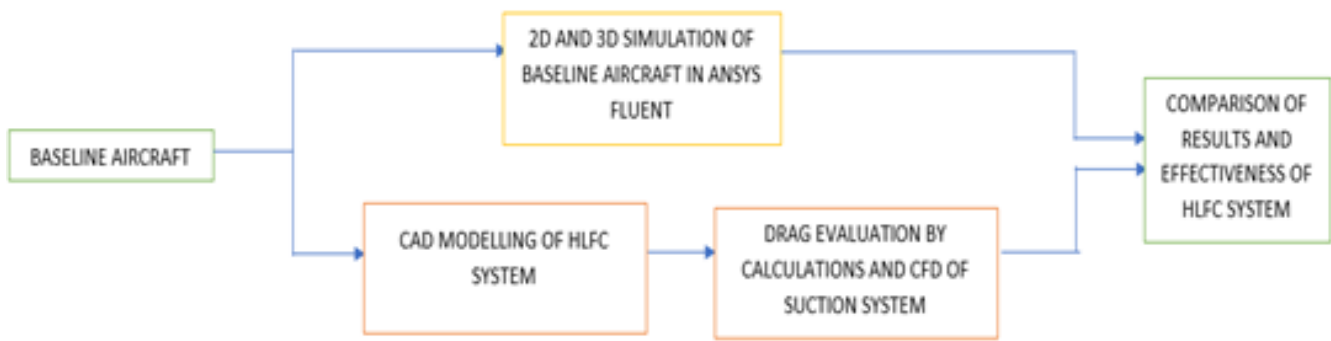 BASELINE AIRCRAFT
2D AND 3D SIMULATION OF
BASELINE AIRCRAFT IN ANSYS
FLUENT
CAD MODELLING OF HLFC
SYSTEM
DRAG EVALUATION BY
CALCULATIONS AND CFD OF
SUCTION SYSTEM
COMPARISON OF
RESULTS AND
EFFECTIVENESS OF
HLFC SYSTEM